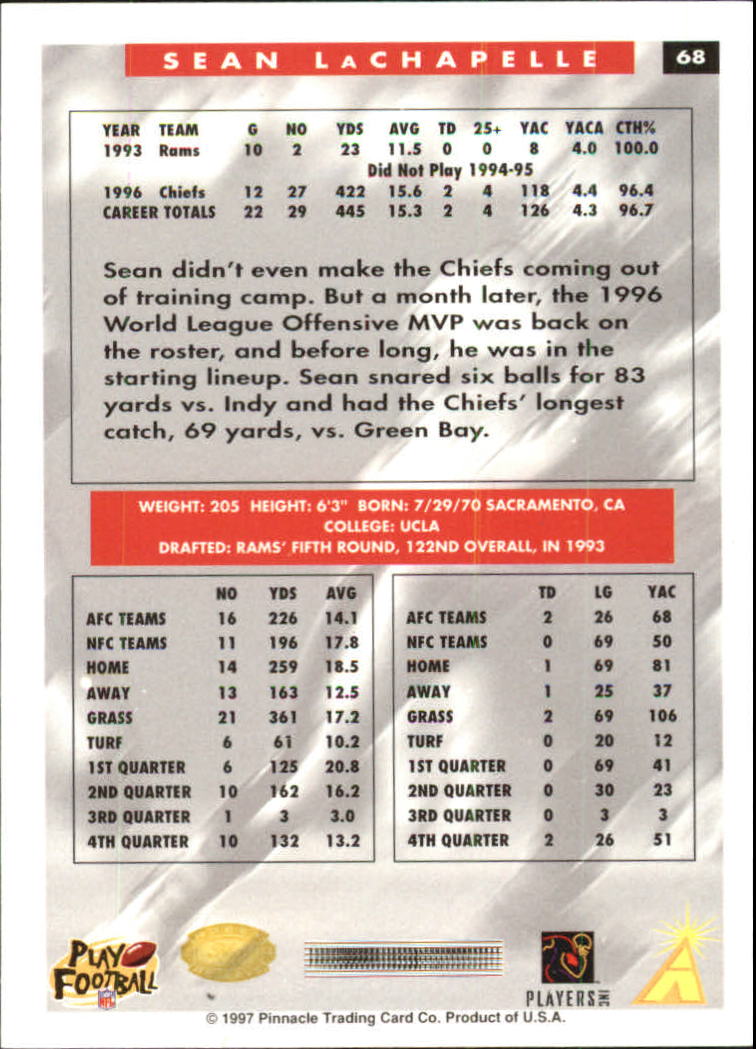 SEAN LaCHAPELLE 68
YEAR TEAM G NO YDS AVG TD 25+ YAC YACA CTH%
1993 Rams 10 2 23 11.5 0 0 8 4.0 100.0
Did Not Play 1994-95
1996 Chiefs 12 27 422 15.6 2 4 118 4.4 96.4
CAREER TOTALS 22 29 445 15.3 2 4 126 4.3 96.7
Sean didn't even make the Chiefs coming out
of training camp. But a month later, the 1996
World League Offensive MVP was back on
the roster, and before long, he was in the
starting lineup. Sean snared six balls for 83
yards vs. Indy and had the Chiefs' longest
catch, 69 yards, vs. Green Bay.
WEIGHT: 205 HEIGHT: 6'3" BORN: 7/29/70 SACRAMENTO, CA
COLLEGE: UCLA
DRAFTED: RAMS' FIFTH ROUND, 122ND OVERALL, IN 1993
NO YDS AVG
AFC TEAMS 16 226 14.1
NFC TEAMS 11 196 17.8
HOME 14 259 18.5
AWAY 13 163 12.5
GRASS 21 361 17.2
TURF 6 61 10.2
1ST QUARTER 6 125 20.8
2ND QUARTER 10 162 16.2
3RD QUARTER 1 3 3.0
4TH QUARTER 10 132 13.2
TD LG YAC
AFC TEAMS 2 26 68
NFC TEAMS 0 69 50
HOME 1 69 81
AWAY 1 25 37
GRASS 2 69 106
TURF 0 20 12
1ST QUARTER 0 69 41
2ND QUARTER 0 30 23
3RD QUARTER 0 3 3
4TH QUARTER 2 26 51
PLAY
FOOTBALL
NFL
PLAYERS INC
© 1997 Pinnacle Trading Card Co. Product of U.S.A.